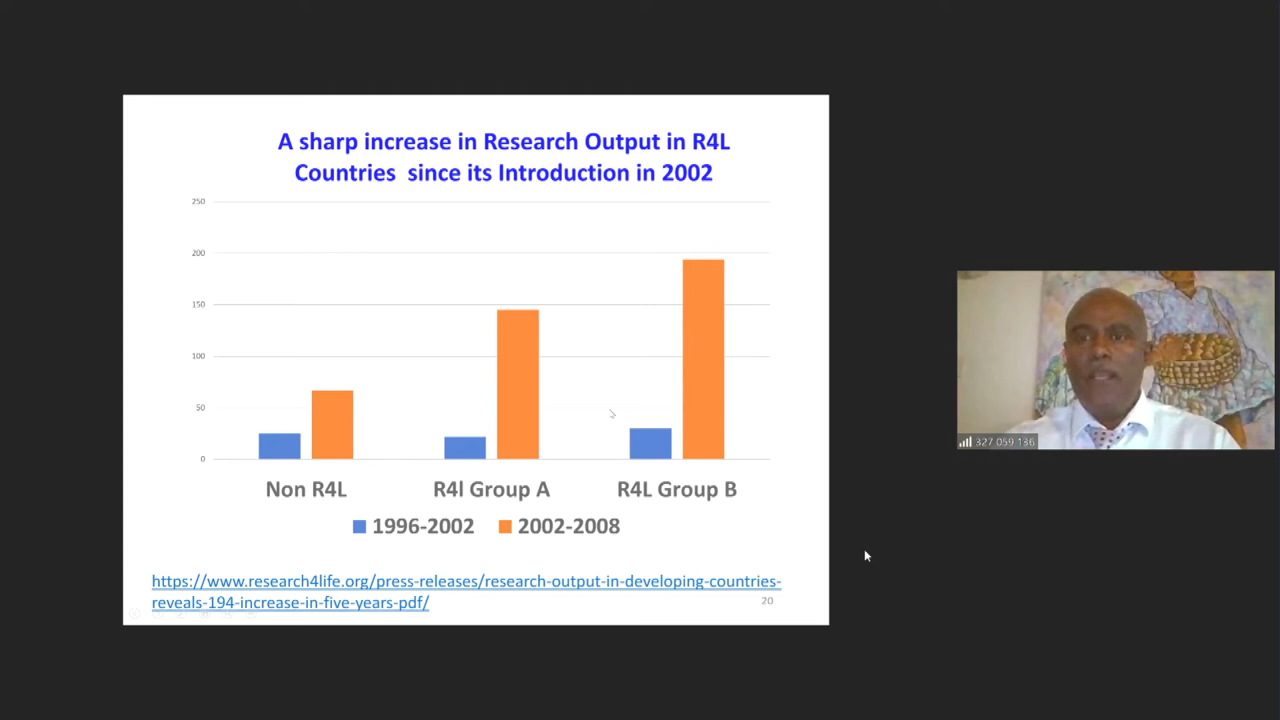 A sharp increase in Research Output in R4L
Countries  since its Introduction in 2002
250
200
150
100
50
0
Non R4L
R4l Group A
R4L Group B
1996-2002
2002-2008
https://www.research4life.org/press-releases/research-output-in-developing-countries-
reveals-194-increase-in-five-years-pdf/
20
327 059 136